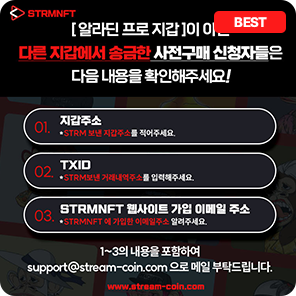 STRMNFT
BEST
[ 알라딘 프로 지갑 ]이
다른 지갑에서 송금한 사전구매 신청자들은
다음 내용을 확인해주세요!
01. 지갑주소
• STRM 보낸 지갑주소를 적어주세요.
02. TXID
• STRM보낸 거래내역주소를 입력해주세요.
03. STRMNFT 웹사이트 가입 이메일 주소
• STRMNFT에 가입한 이메일주소 알려주세요.
1~3의 내용을 포함하여
support@stream-coin.com 으로 메일 부탁드립니다.
www.stream-coin.com